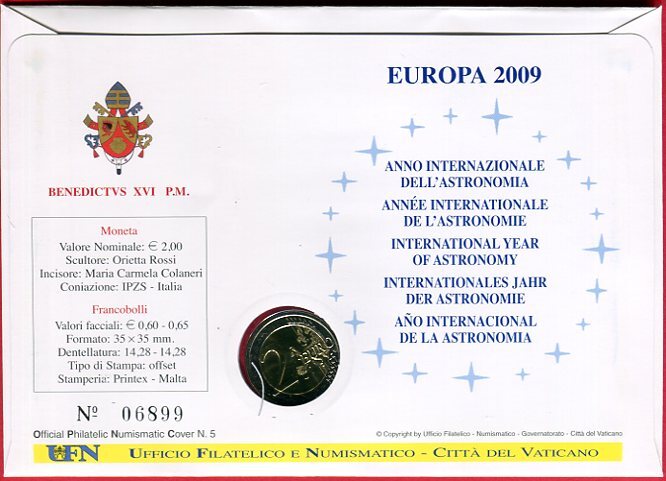 EUROPA 2009
ANNO INTERNAZIONALE
DELL'ASTRONOMIA
ANNÉE INTERNATIONALE
DE L'ASTRONOMIE
INTERNATIONAL YEAR
OF ASTRONOMY
INTERNATIONALES JAHR
DER ASTRONOMIE
AÑO INTERNACIONAL
DE LA ASTRONOMIA
BENEDICTVS XVI P.M.
Moneta
Valore Nominale: € 2,00
Scultore: Orietta Rossi
Incisore: Maria Carmela Colaneri
Coniazione: IPZS - Italia
Francobolli
Valori facciali: € 0,60 - 0,65
Formato: 35 × 35 mm.
Dentellatura: 14,28 - 14,28
Tipo di Stampa: offset
Stamperia: Printex - Malta
Nº 06899
Official Philatelic Numismatic Cover N. 5
2
© Copyright by Ufficio Filatelico - Numismatico - Governatorato - Città del Vaticano
UFN UFFICIO FILATELICO E NUMISMATICO - CITTÀ DEL VATICANO